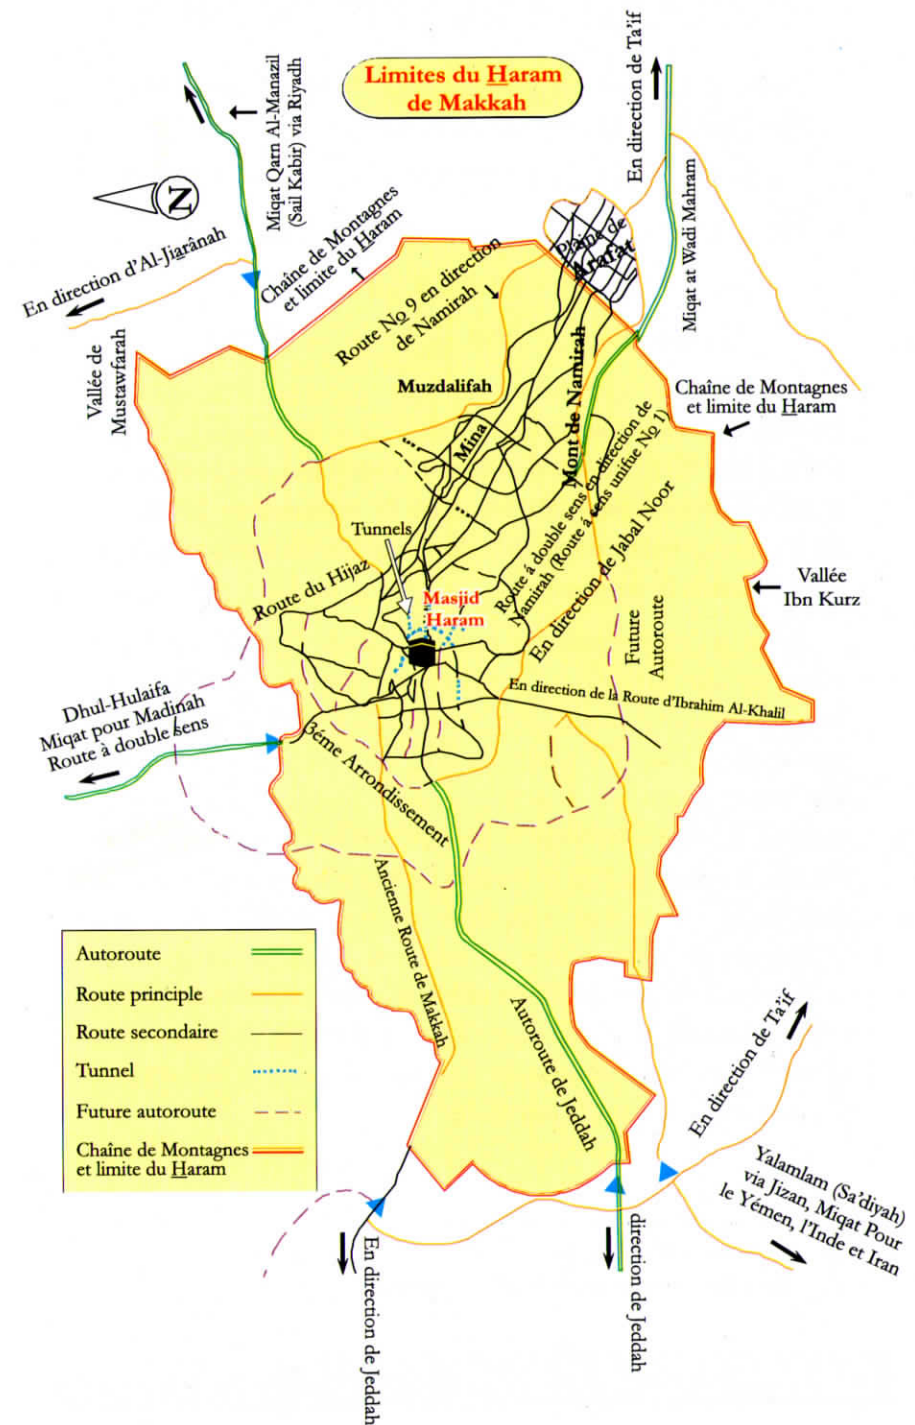 Limites du Haram
de Makkah
En direction de Ta'if
Miqat Qarn Al-Manazil
(Sail Kabir) via Riyadh
N
En direction d'Al-Jiarânah
Chaîne de Montagnes
et limite du Haram
Plaine de
Arafat
Miqat at Wadi Mahram
Route No 9 en direction
de Namirah
Vallée de
Mustawfarah
Muzdalifah
Mont de Namirah
Chaîne de Montagnes
et limite du Haram
Mina
Route à double sens en direction de
Namirah (Route á sens unifue No 1)
En direction de Jabal Noor
Tunnels
Route du Hijaz
Masjid
Haram
Vallée
Ibn Kurz
Future
Autoroute
Dhul-Hulaifa
Miqat pour Madinah
Route à double sens
En direction de la Route d'Ibrahim Al-Khalil
3éme Arrondissement
Ancienne Route de Makkah
Autoroute de Jeddah
Autoroute
Route principle
Route secondaire
Tunnel
Future autoroute
Chaîne de Montagnes
et limite du Haram
En direction de Ta'if
Yalamlam (Sa'diyah)
via Jizan, Miqat Pour
le Yémen, l'Inde et Iran
En direction de Jeddah
direction de Jeddah